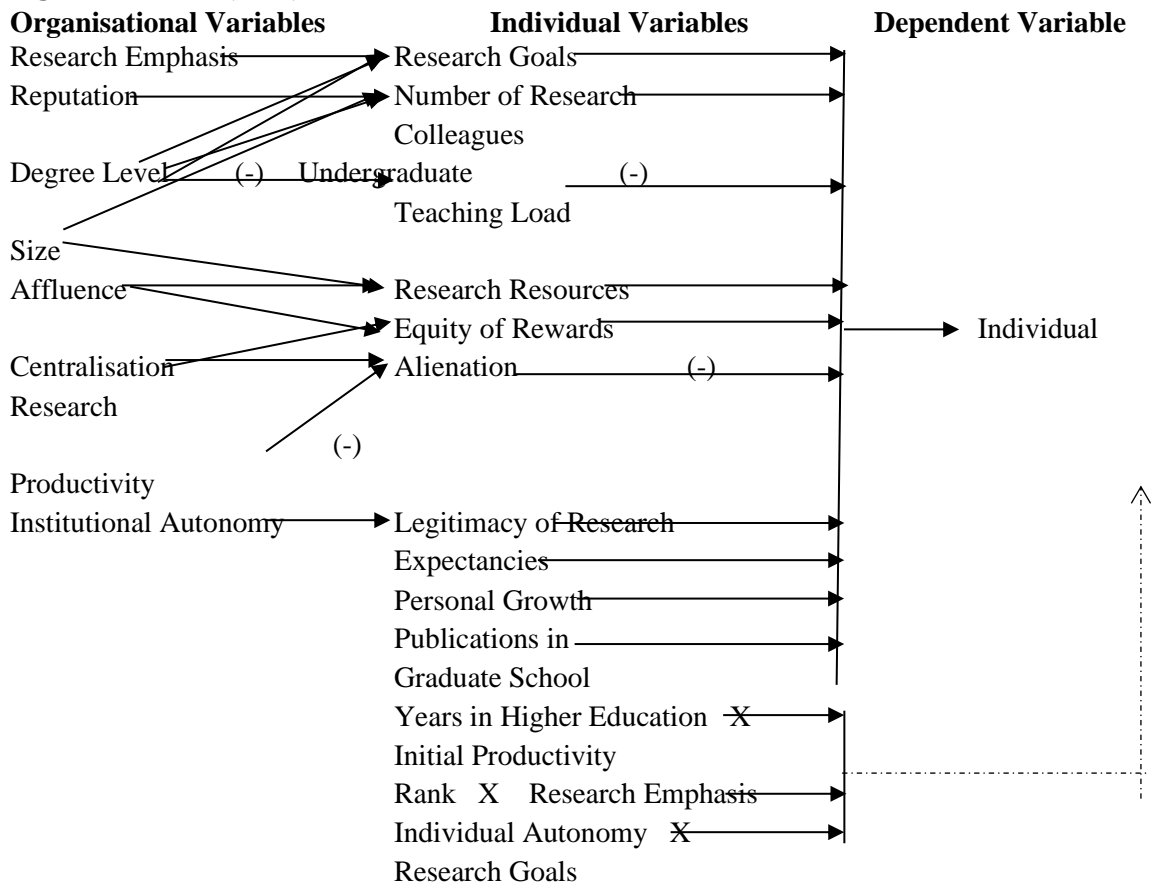 Organisational Variables Individual Variables Dependent Variable
Research Emphasis Research Goals
Reputation Number of Research
Colleagues
Degree Level (-) Undergraduate (-)
Teaching Load
Size
Affluence Research Resources
Equity of Rewards Individual
Centralisation Alienation (-)
Research
(-)
Productivity
Institutional Autonomy Legitimacy of Research
Expectancies
Personal Growth
Publications in
Graduate School
Years in Higher Education X
Initial Productivity
Rank X Research Emphasis
Individual Autonomy X
Research Goals